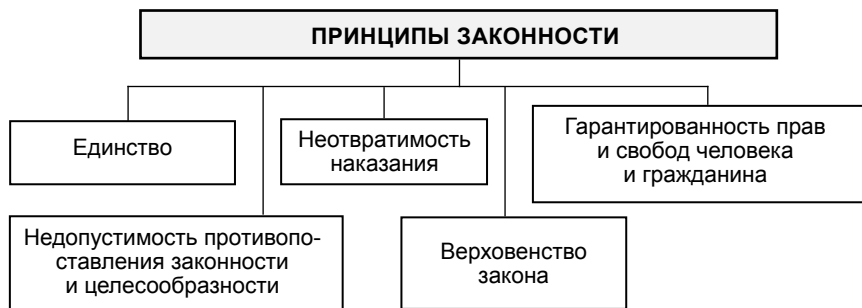 ПРИНЦИПЫ ЗАКОННОСТИ
Единство
Неотвратимость
наказания
Гарантированность прав
и свобод человека
и гражданина
Недопустимость противопо-
ставления законности
и целесообразности
Верховенство
закона